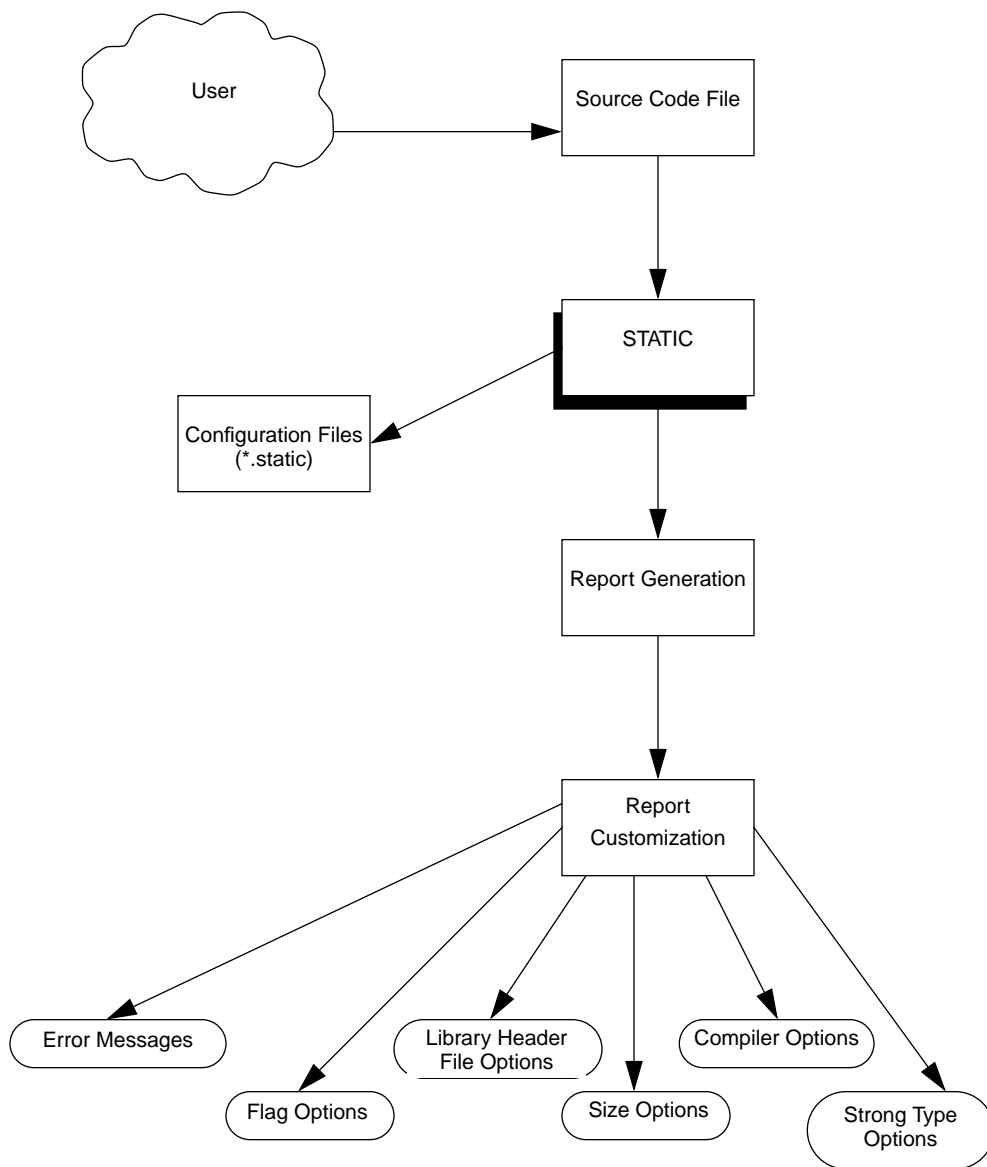 User
Source Code File
STATIC
Configuration Files
(*.static)
Report Generation
Report
Customization
Error Messages
Library Header
File Options
Compiler Options
Flag Options
Size Options
Strong Type
Options